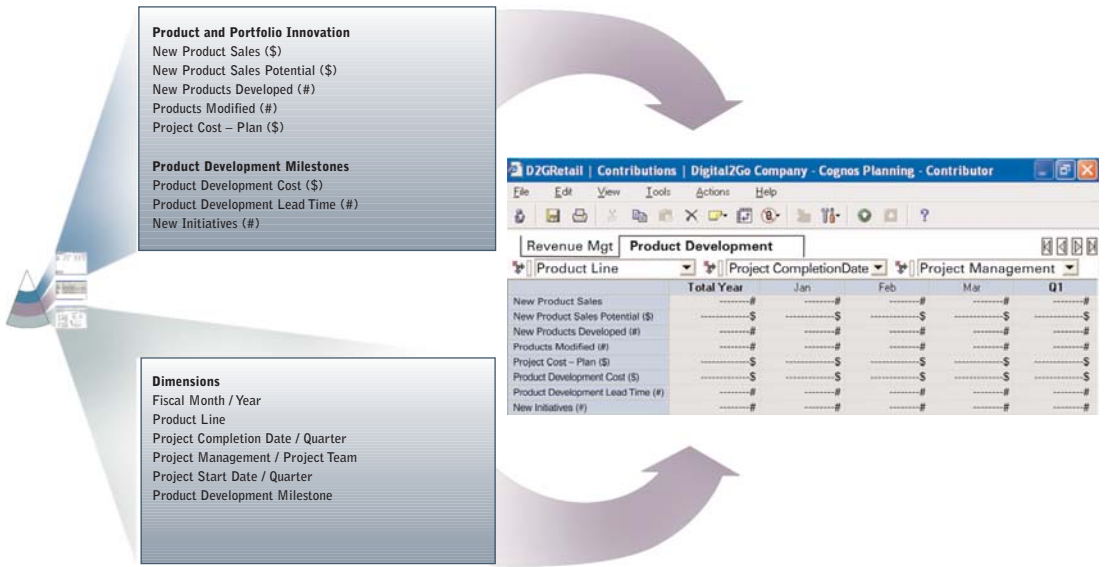 Product and Portfolio Innovation
New Product Sales ($)
New Product Sales Potential ($)
New Products Developed (#)
Products Modified (#)
Project Cost – Plan ($)
Product Development Milestones
Product Development Cost ($)
Product Development Lead Time (#)
New Initiatives (#)
Dimensions
Fiscal Month / Year
Product Line
Project Completion Date / Quarter
Project Management / Project Team
Project Start Date / Quarter
Product Development Milestone
D2GRetail | Contributions | Digital2Go Company - Cognos Planning - Contributor
File Edit View Tools Actions Help
Revenue Mgt Product Development
Product Line Project CompletionDate Project Management
Total Year Jan Feb Mar Q1
New Product Sales --------# --------# --------# --------# --------#
New Product Sales Potential ($) ------------$ ------------$ ------------$ ------------$ ------------$
New Products Developed (#) --------# --------# --------# --------# --------#
Products Modified (#) --------# --------# --------# --------# --------#
Project Cost – Plan ($) ------------$ ------------$ ------------$ ------------$ ------------$
Product Development Cost ($) ------------$ ------------$ ------------$ ------------$ ------------$
Product Development Lead Time (#) --------# --------# --------# --------# --------#
New Initiatives (#) --------# --------# --------# --------# --------#